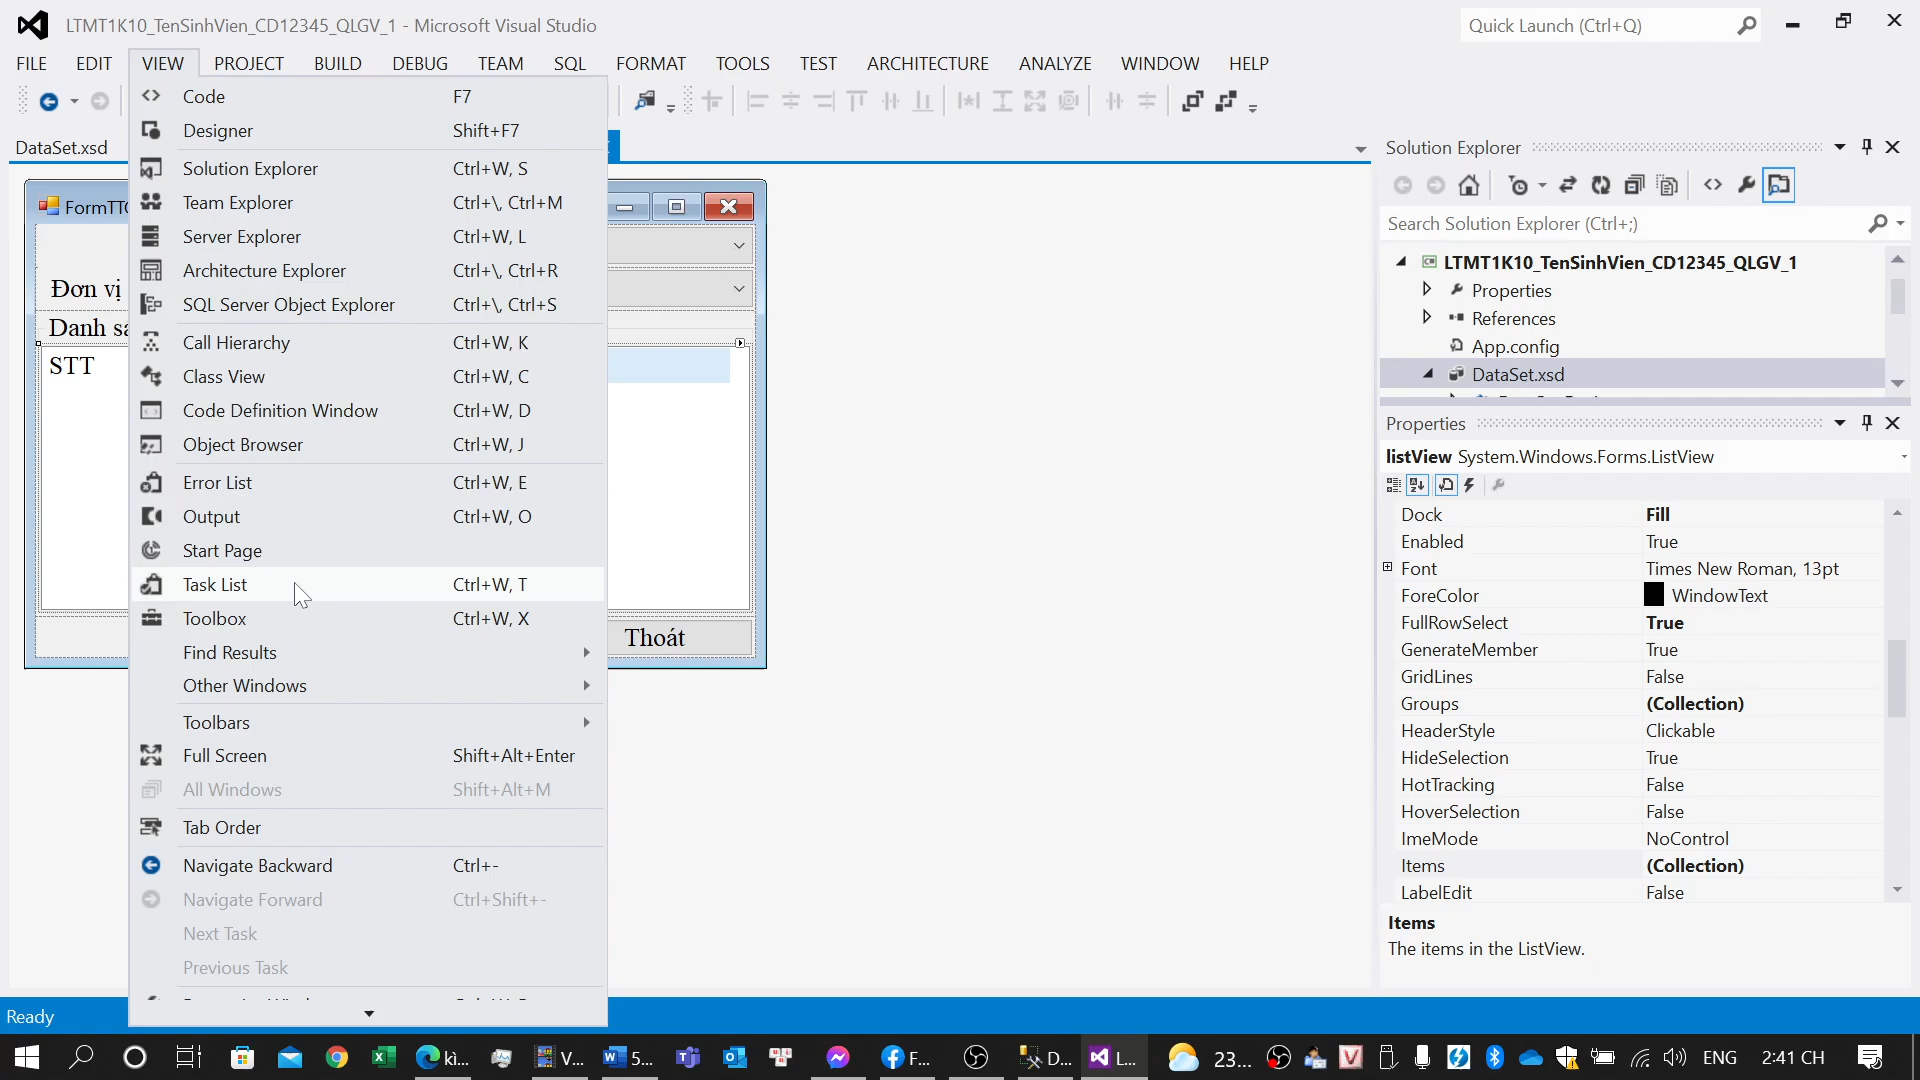 LTMT1K10_TenSinhVien_CD12345_QLGV_1 - Microsoft Visual Studio
Quick Launch (Ctrl+Q)
FILE EDIT VIEW PROJECT BUILD DEBUG TEAM SQL FORMAT TOOLS TEST ARCHITECTURE ANALYZE WINDOW HELP
Code F7
Designer Shift+F7
Solution Explorer Ctrl+W, S
Team Explorer Ctrl+\, Ctrl+M
Server Explorer Ctrl+W, L
Architecture Explorer Ctrl+\, Ctrl+R
SQL Server Object Explorer Ctrl+\, Ctrl+S
Call Hierarchy Ctrl+W, K
Class View Ctrl+W, C
Code Definition Window Ctrl+W, D
Object Browser Ctrl+W, J
Error List Ctrl+W, E
Output Ctrl+W, O
Start Page
Task List Ctrl+W, T
Toolbox Ctrl+W, X
Find Results
Other Windows
Toolbars
Full Screen Shift+Alt+Enter
All Windows Shift+Alt+M
Tab Order
Navigate Backward Ctrl+-
Navigate Forward Ctrl+Shift+-
Next Task
Previous Task
DataSet.xsd
FormTT
Đơn vị
Danh
STT
Thoát
Solution Explorer
Search Solution Explorer (Ctrl+;)
LTMT1K10_TenSinhVien_CD12345_QLGV_1
Properties
References
App.config
DataSet.xsd
Properties
listView System.Windows.Forms.ListView
Dock Fill
Enabled True
Font Times New Roman, 13pt
ForeColor WindowText
FullRowSelect True
GenerateMember True
GridLines False
Groups (Collection)
HeaderStyle Clickable
HideSelection True
HotTracking False
HoverSelection False
ImeMode NoControl
Items (Collection)
LabelEdit False
Items
The items in the ListView.
Ready
kì... V... 5... F... D... L... 23... ENG 2:41 CH